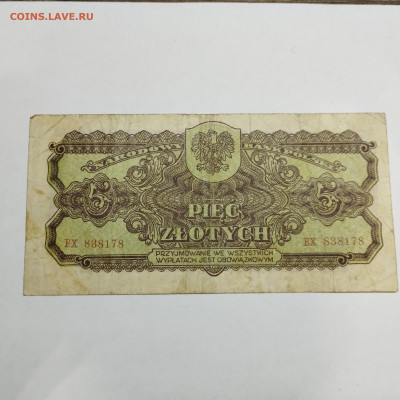 COINS.LAVE.RU
NARODOWY BANK POLSKI
5 5
PIĘĆ
ZŁOTYCH
EX 838178 EX 838178
PRZYJMOWANIE WE WSZYSTKICH
WYPŁATACH JEST OBOWIĄZKOWYM